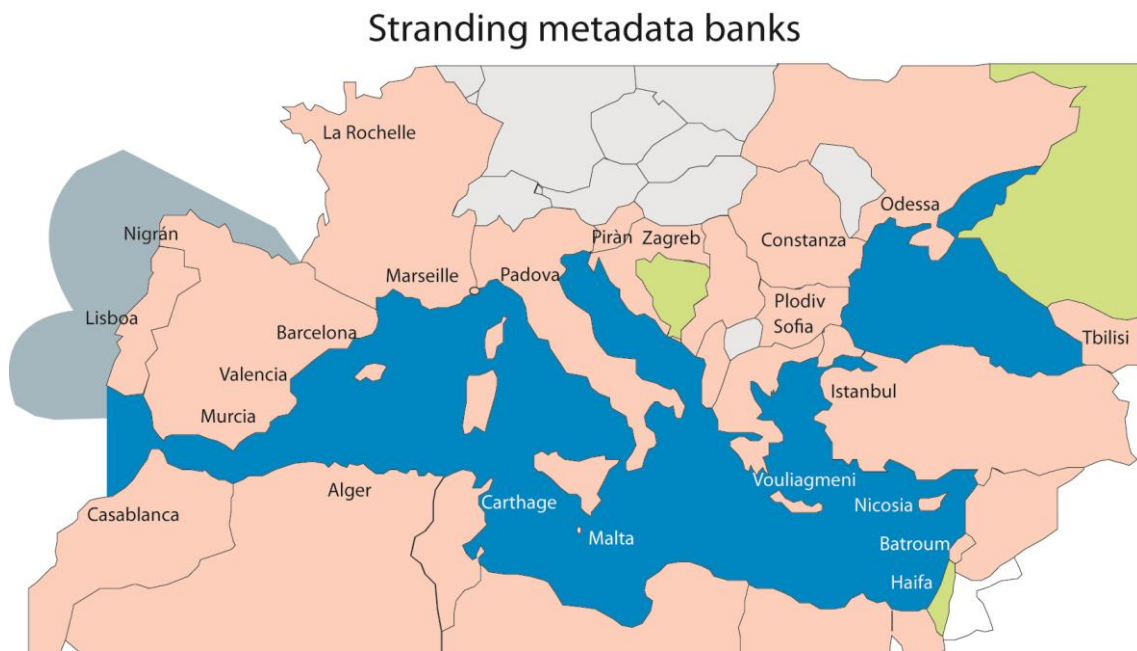 Stranding metadata banks
La Rochelle
Nigrán
Odessa
Piràn
Zagreb
Constanza
Marseille
Padova
Lisboa
Barcelona
Plodiv
Sofia
Tbilisi
Valencia
Istanbul
Murcia
Vouliagmeni
Alger
Carthage
Nicosia
Casablanca
Malta
Batroum
Haifa